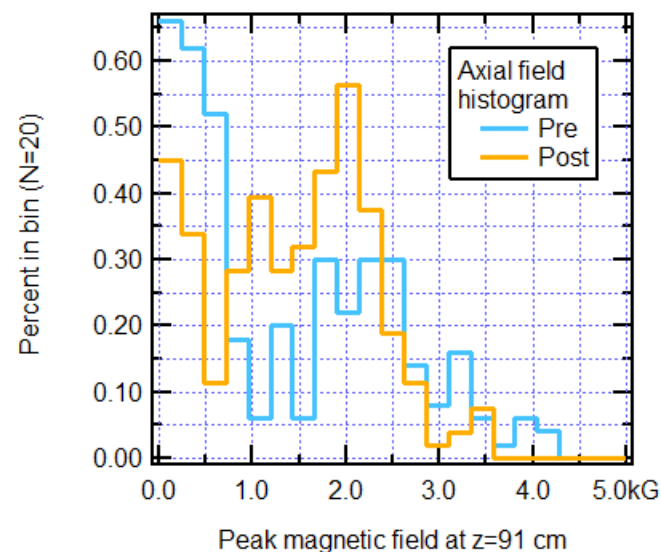 Axial field
histogram
Pre
Post
Percent in bin (N=20)
0.60
0.50
0.40
0.30
0.20
0.10
0.00
0.0 1.0 2.0 3.0 4.0 5.0kG
Peak magnetic field at z=91 cm